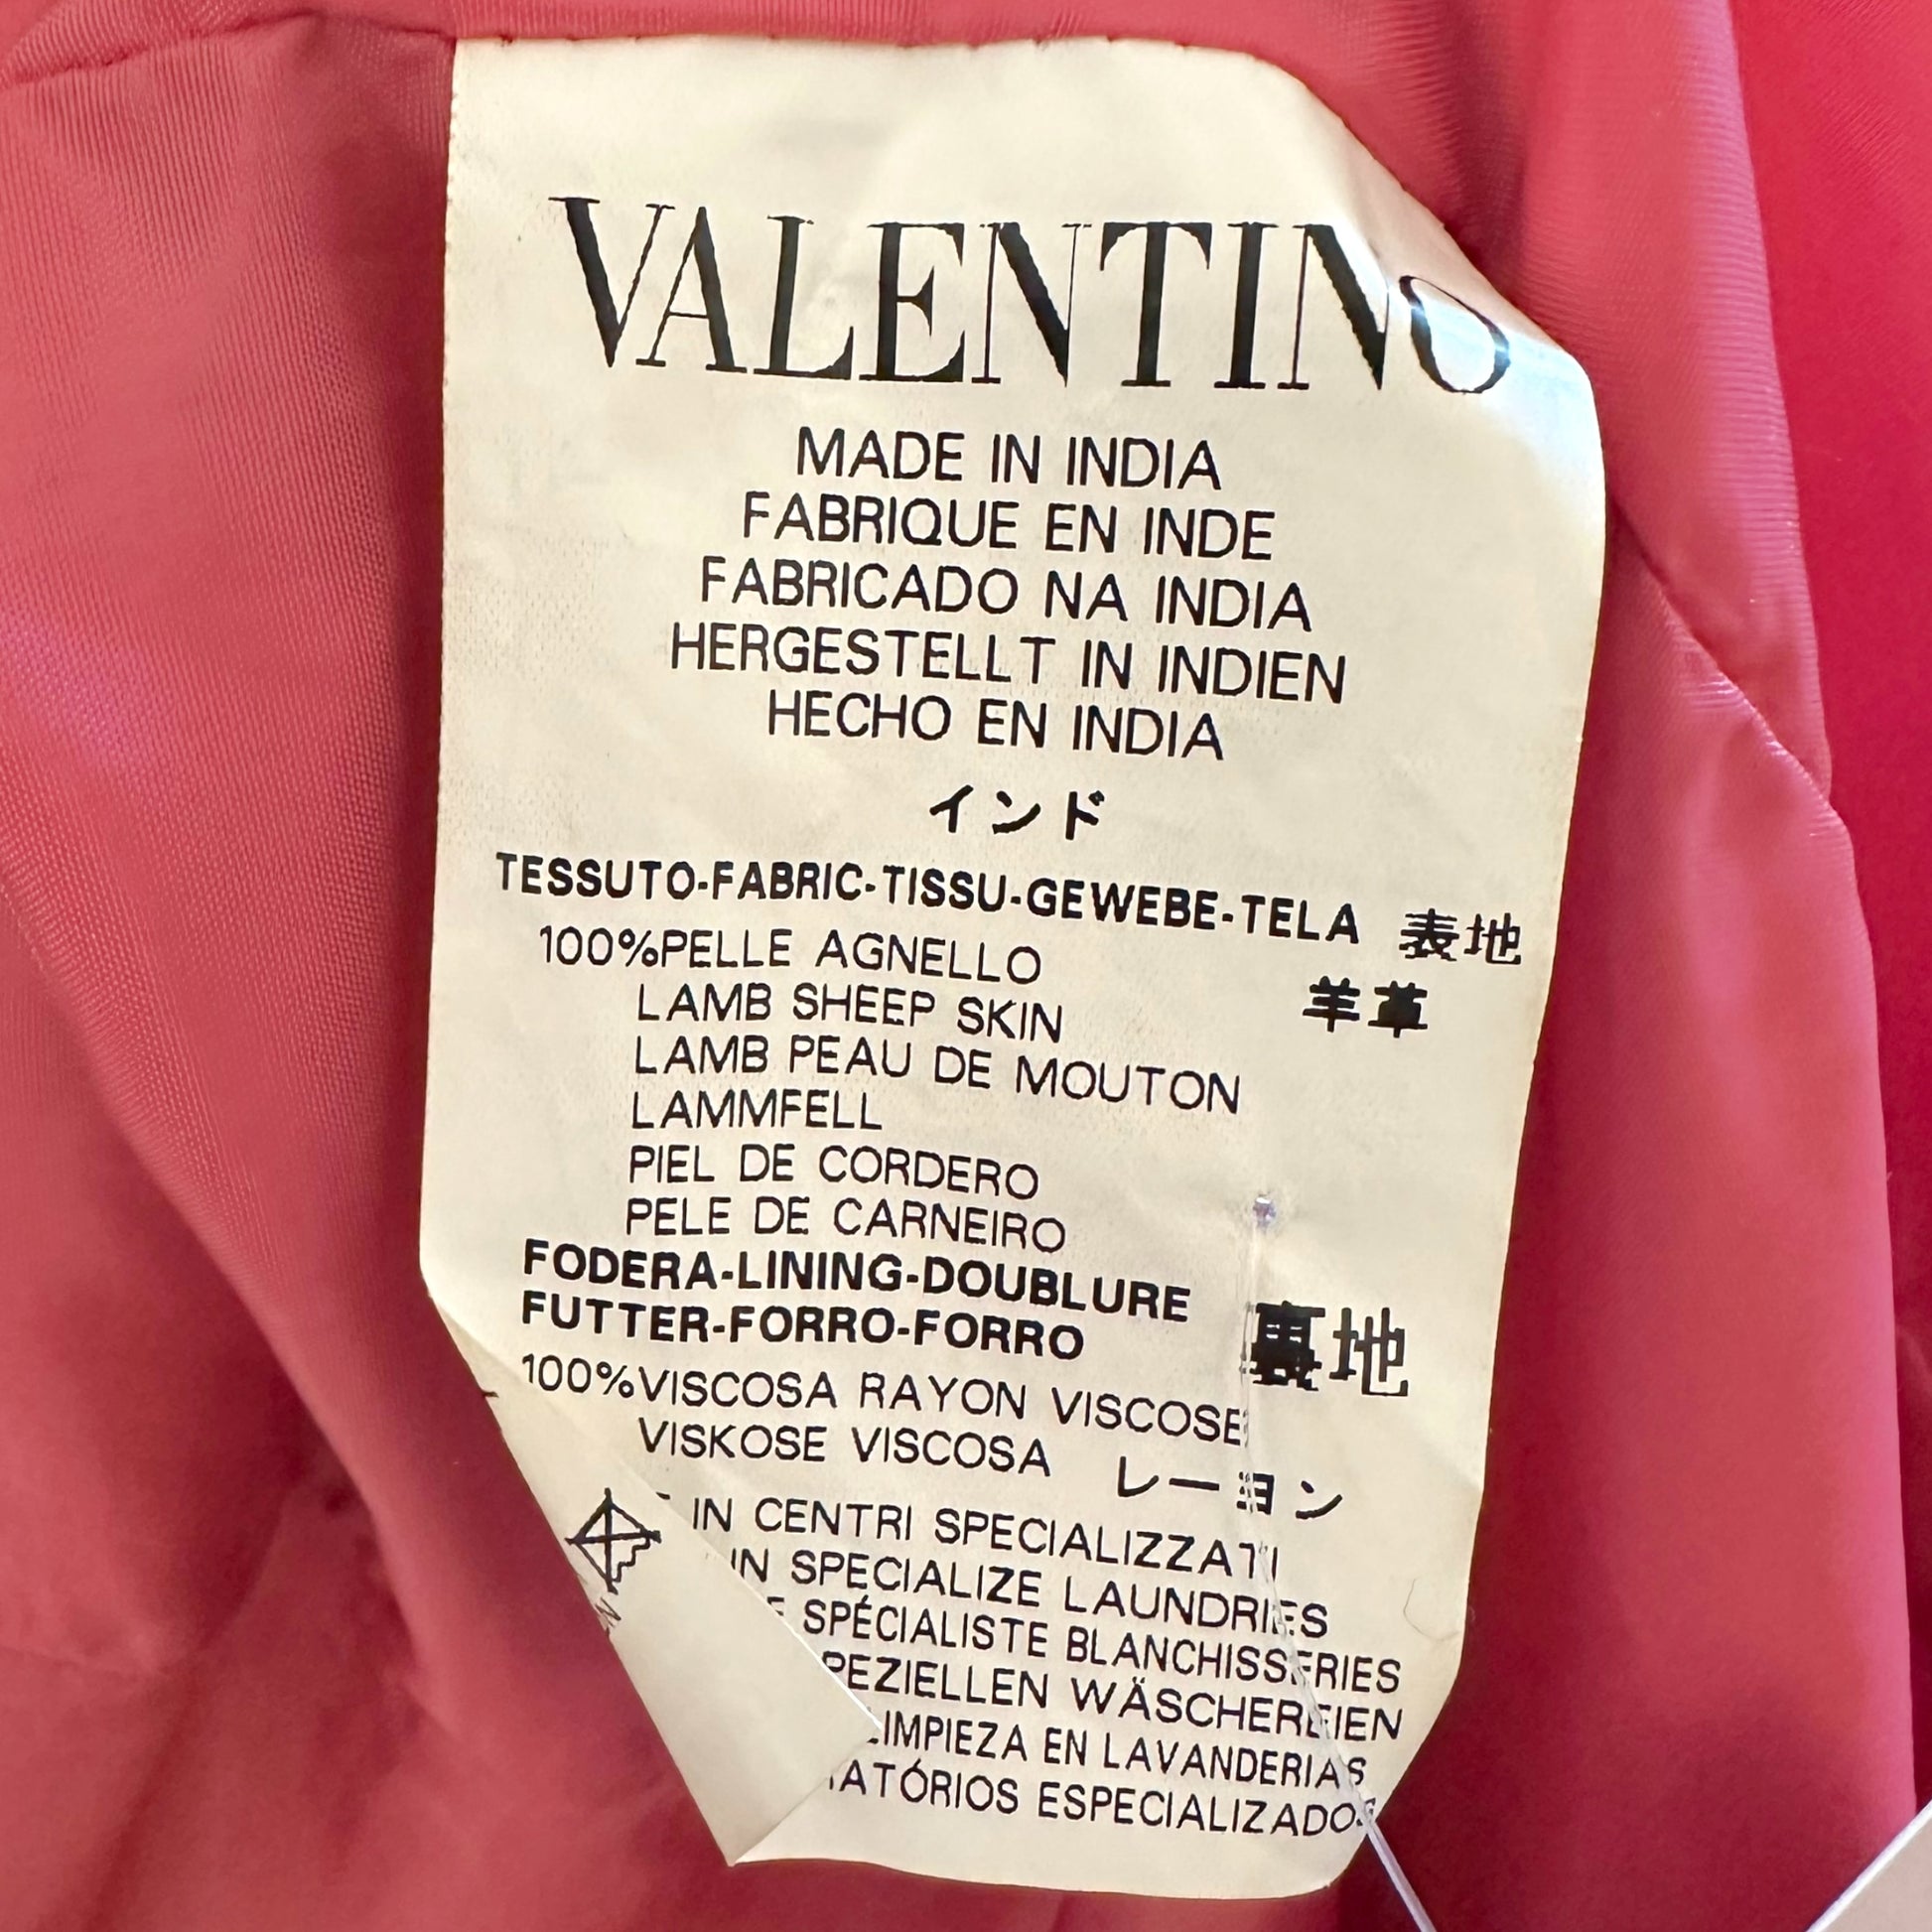 VALENTINO
MADE IN INDIA
FABRIQUE EN INDE
FABRICADO NA INDIA
HERGESTELLT IN INDIEN
HECHO EN INDIA
インド
TESSUTO-FABRIC-TISSU-GEWEBE-TELA 表地
100%PELLE AGNELLO
LAMB SHEEP SKIN 羊革
LAMB PEAU DE MOUTON
LAMMFELL
PIEL DE CORDERO
PELE DE CARNEIRO
FODERA-LINING-DOUBLURE
FUTTER-FORRO-FORRO 裏地
100%VISCOSA RAYON VISCOSE
VISKOSE VISCOSA レーヨン
IN CENTRI SPECIALIZZATI
IN SPECIALIZE LAUNDRIES
SPÉCIALISTE BLANCHISSERIES
WÄSCHEREIEN
EN LAVANDERIAS
ESPECIALIZADOS